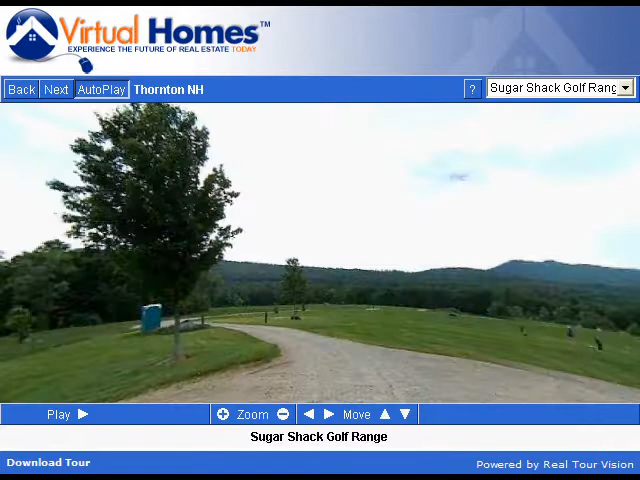 Virtual Homes™
EXPERIENCE THE FUTURE OF REAL ESTATE TODAY
Back Next AutoPlay Thornton NH ? Sugar Shack Golf Rang
Play Zoom Move
Sugar Shack Golf Range
Download Tour Powered by Real Tour Vision